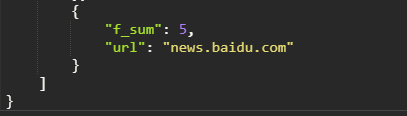 {
"f_sum": 5,
"url": "news.baidu.com"
}
]
}